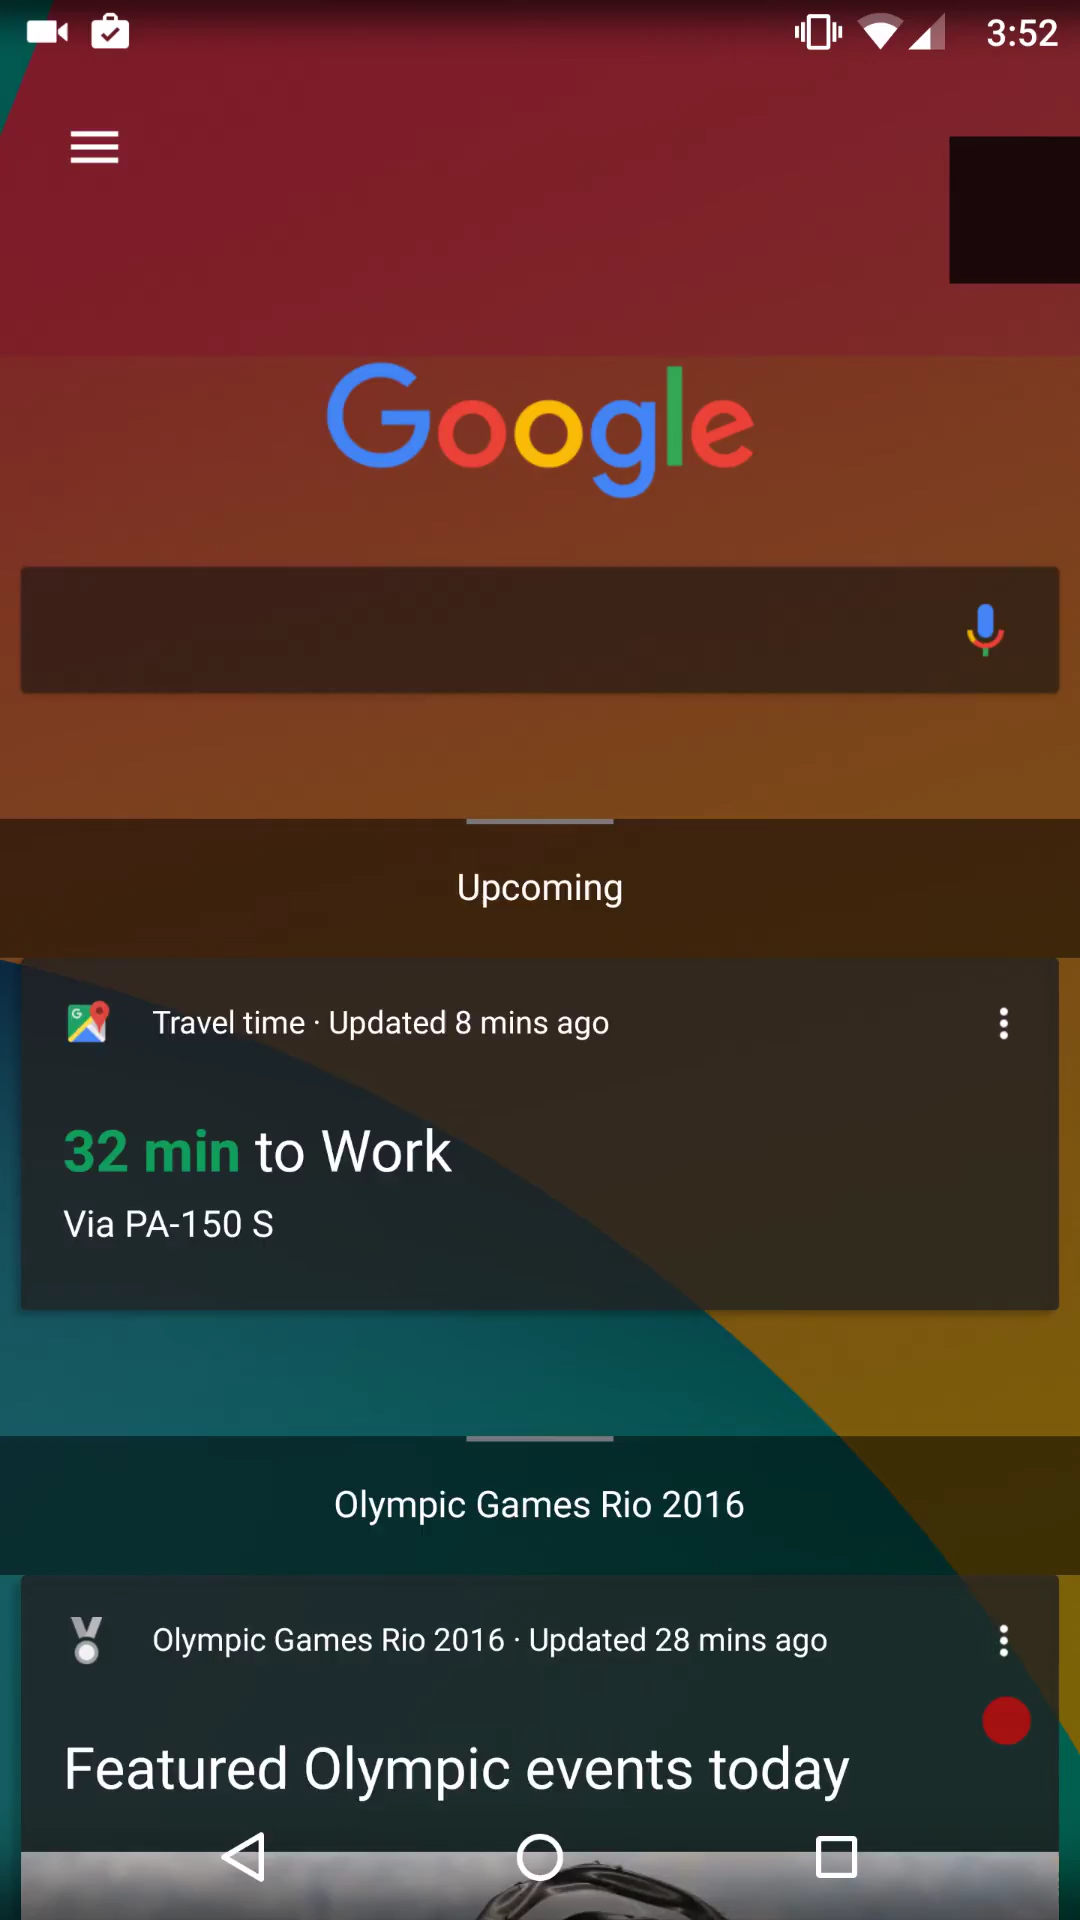 3:52
Google
Upcoming
Travel time · Updated 8 mins ago
32 min to Work
Via PA-150 S
Olympic Games Rio 2016
Olympic Games Rio 2016 · Updated 28 mins ago
Featured Olympic events today